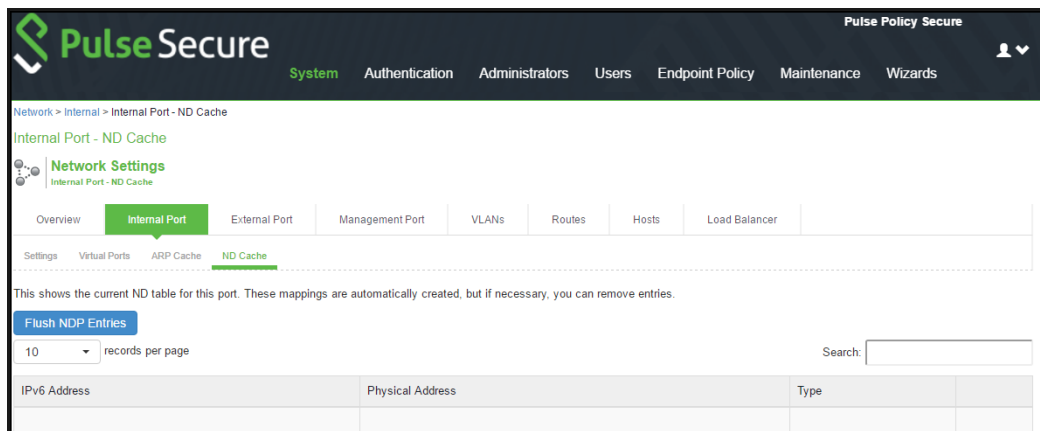 Pulse Policy Secure
Pulse Secure
System Authentication Administrators Users Endpoint Policy Maintenance Wizards
Network > Internal > Internal Port - ND Cache
Internal Port - ND Cache
Network Settings
Internal Port - ND Cache
Overview Internal Port External Port Management Port VLANs Routes Hosts Load Balancer
Settings Virtual Ports ARP Cache ND Cache
This shows the current ND table for this port. These mappings are automatically created, but if necessary, you can remove entries.
Flush NDP Entries
10 records per page Search:
IPv6 Address Physical Address Type